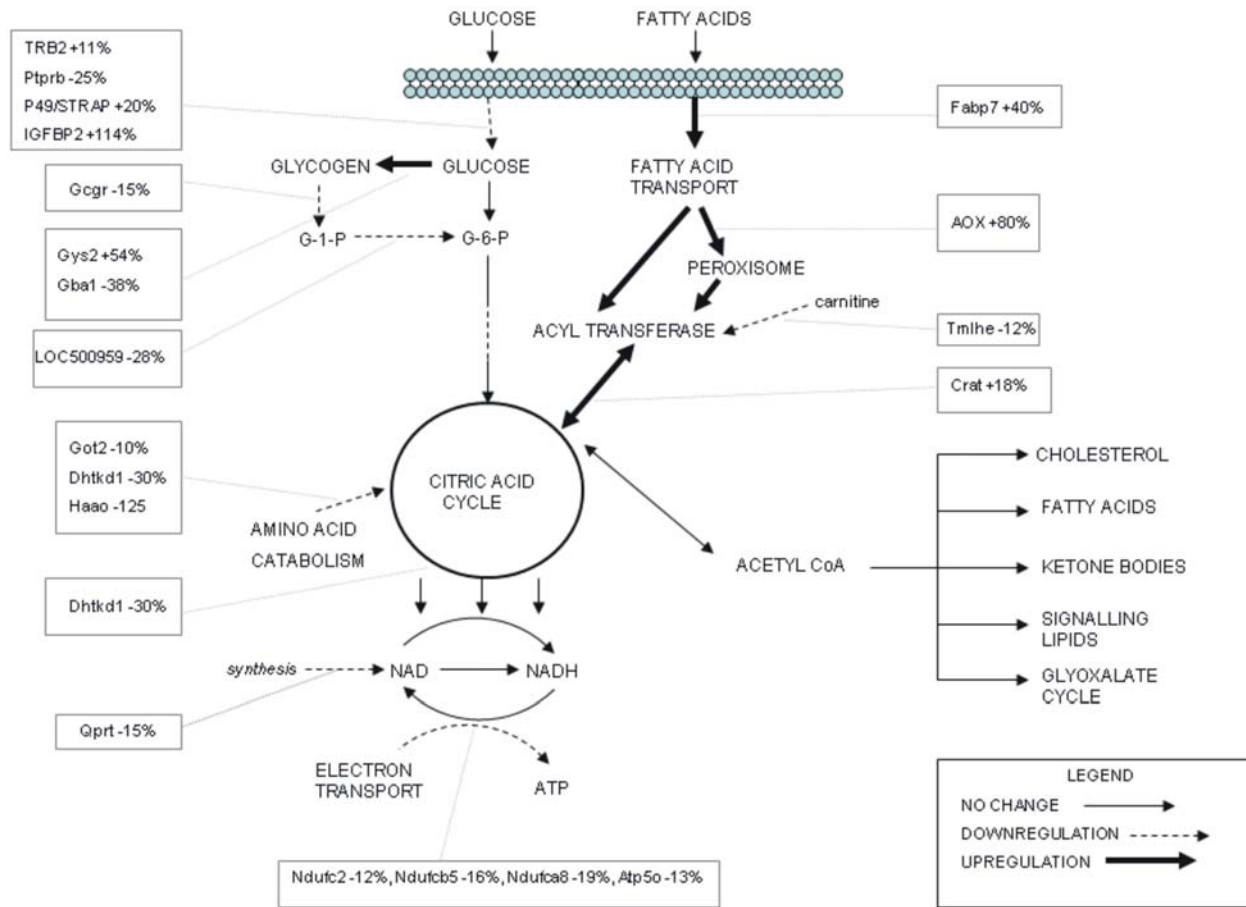 GLUCOSE
FATTY ACIDS
TRB2 +11%
Ptprb -25%
P49/STRAP +20%
IGFBP2 +114%
Fabp7 +40%
GLYCOGEN
GLUCOSE
FATTY ACID
TRANSPORT
Gcgr -15%
AOX +80%
G-1-P
G-6-P
Gys2 +54%
Gba1 -38%
PEROXISOME
carnitine
ACYL TRANSFERASE
Tmlhe -12%
LOC500959 -28%
Crat +18%
Got2 -10%
Dhtkd1 -30%
Haao -125
CITRIC ACID
CYCLE
AMINO ACID
CATABOLISM
CHOLESTEROL
FATTY ACIDS
ACETYL CoA
KETONE BODIES
SIGNALLING
LIPIDS
GLYOXALATE
CYCLE
Dhtkd1 -30%
synthesis
NAD
NADH
Qprt -15%
ELECTRON
TRANSPORT
ATP
LEGEND
NO CHANGE
DOWNREGULATION
UPREGULATION
Ndufc2 -12%, Ndufcb5 -16%, Ndufca8 -19%, Atp5o -13%